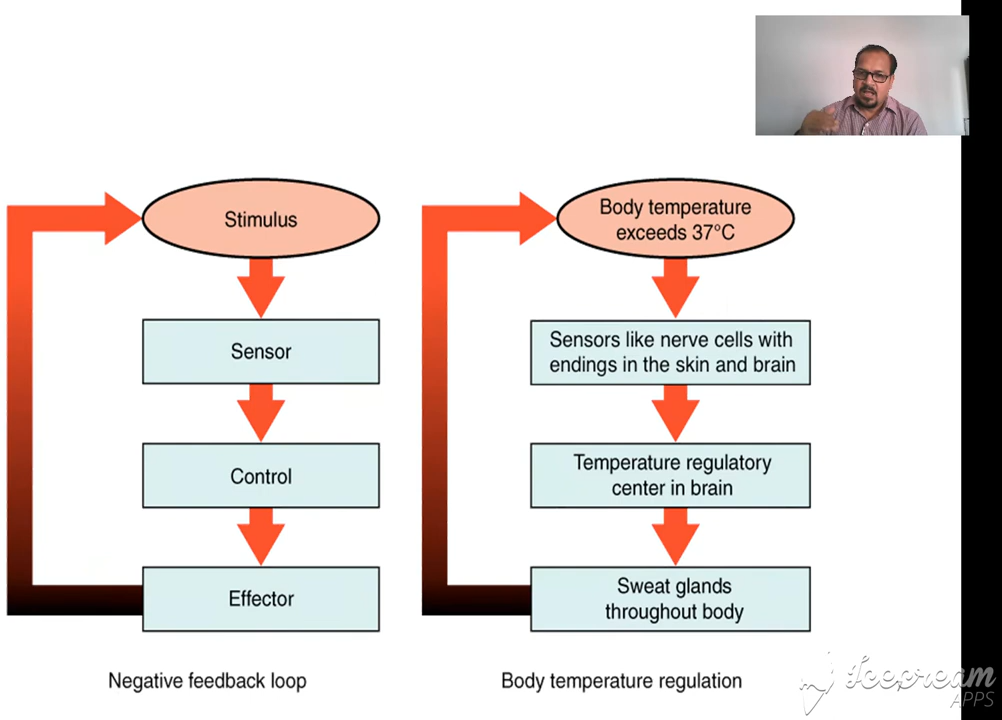 Stimulus
Sensor
Control
Effector
Negative feedback loop
Body temperature
exceeds 37°C
Sensors like nerve cells with
endings in the skin and brain
Temperature regulatory
center in brain
Sweat glands
throughout body
Body temperature regulation
Icecream
APPS